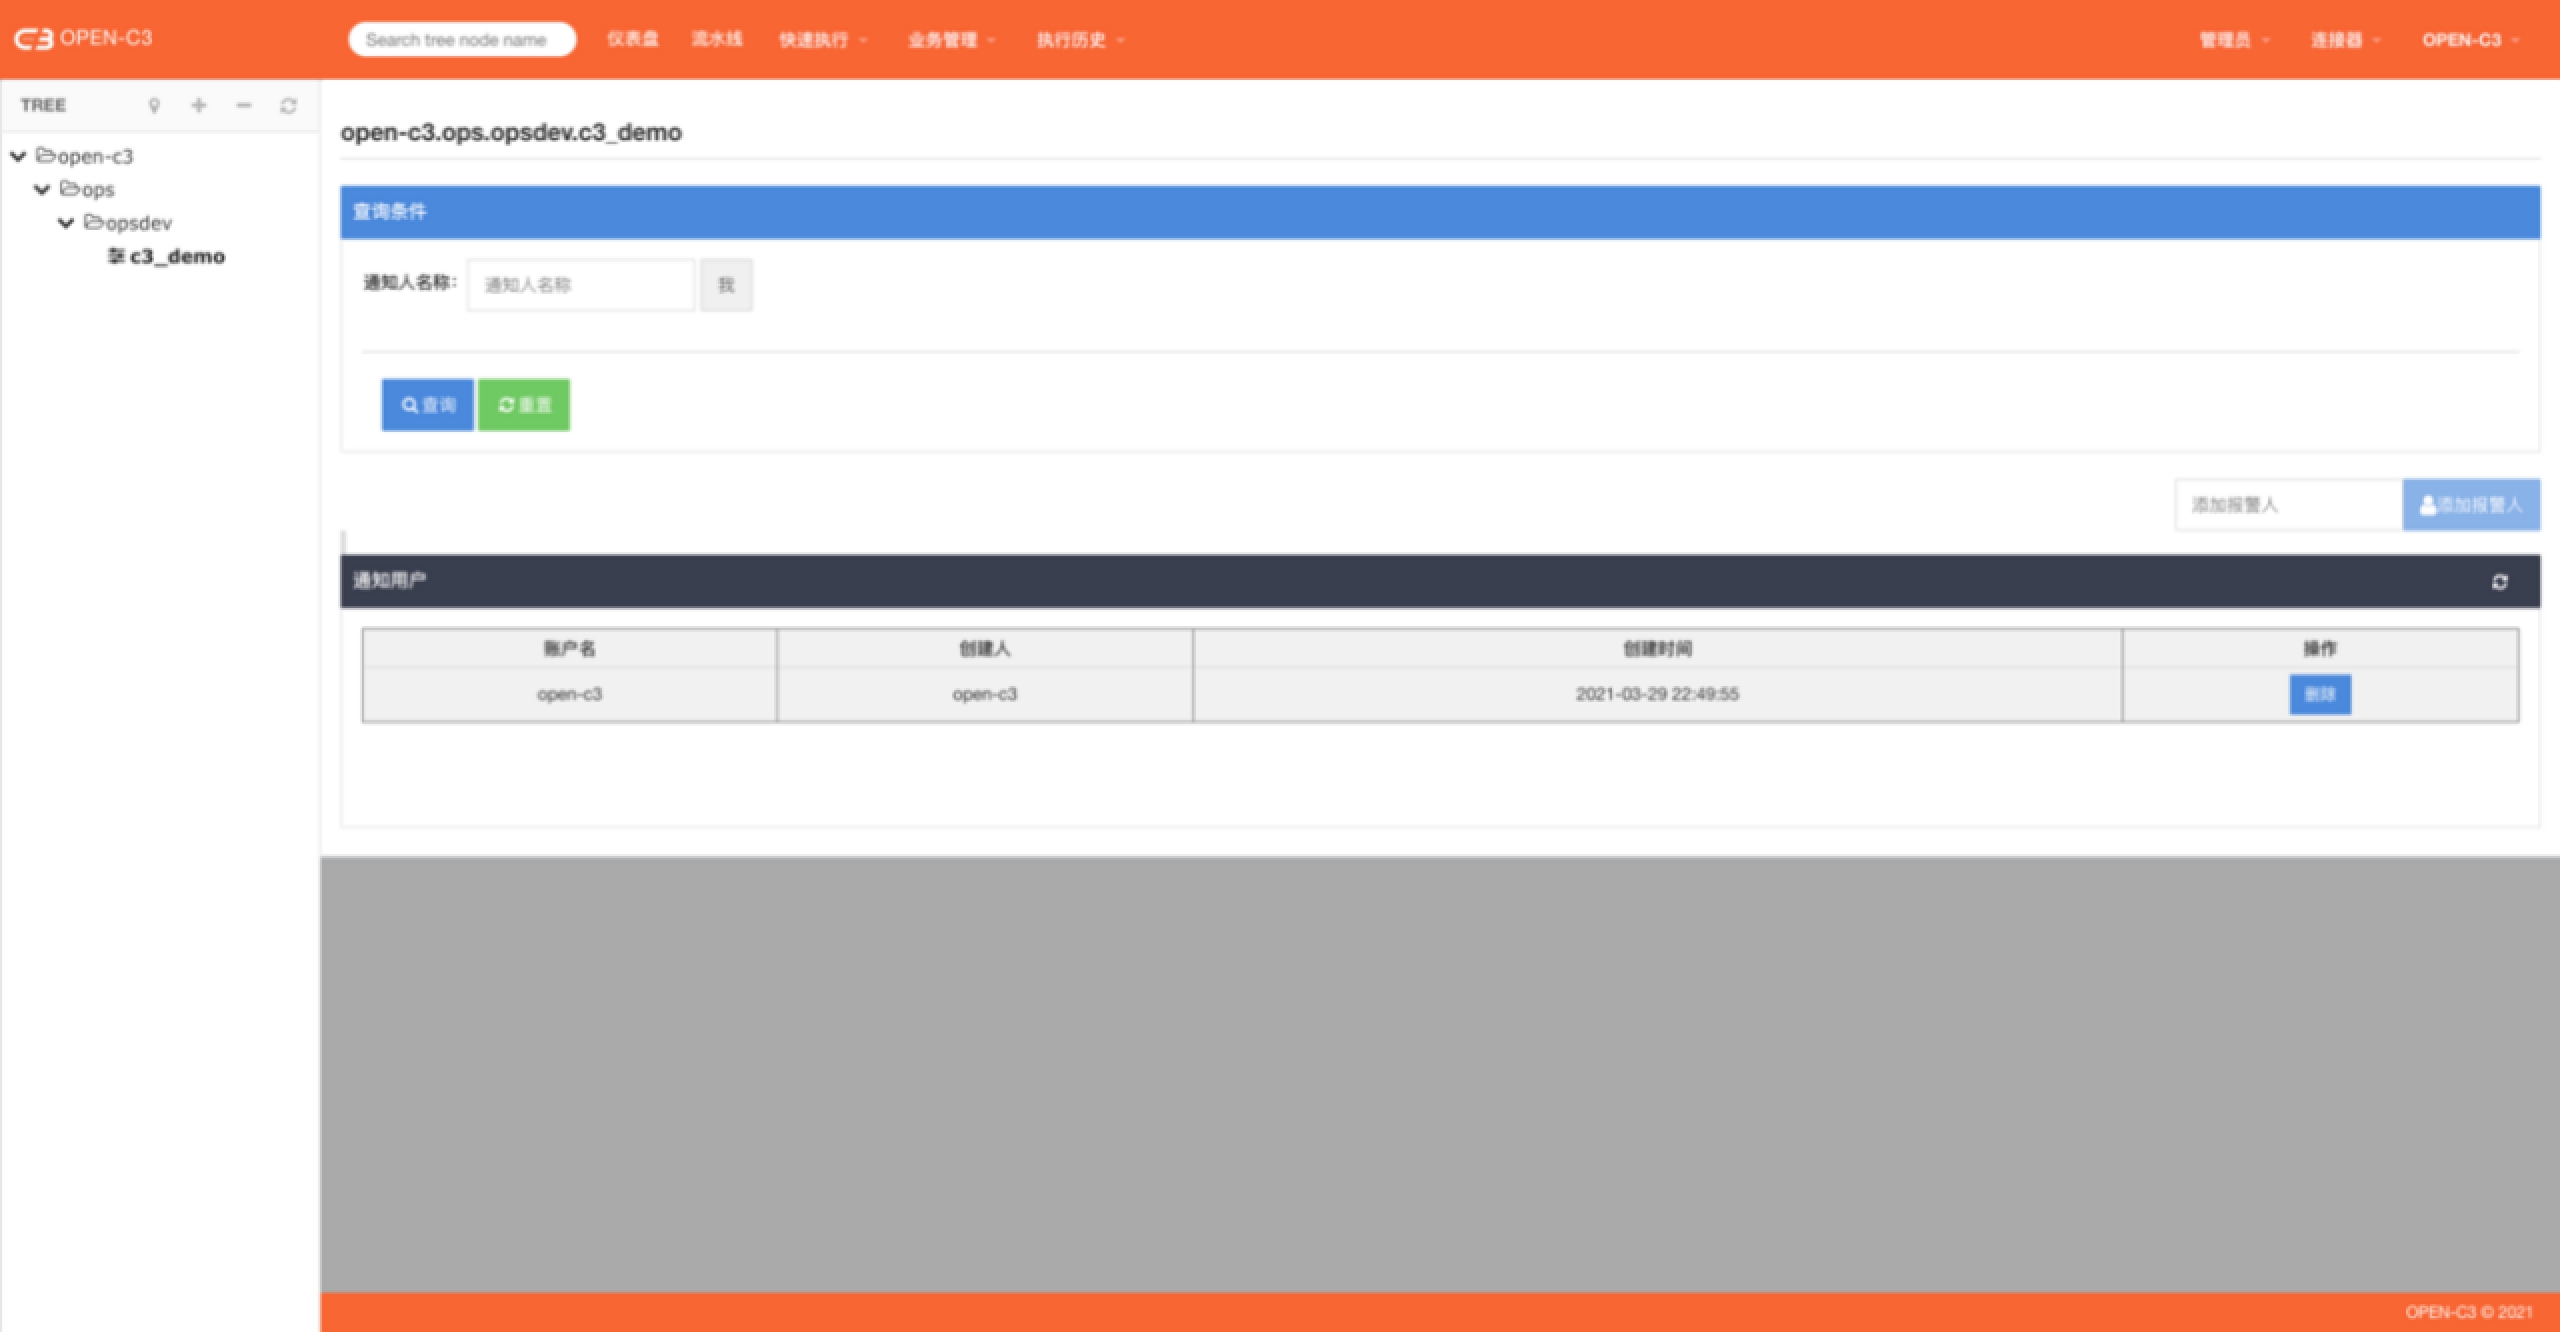 OPEN-C3
Search tree node name 仪表盘 流水线 快速执行 业务管理 执行历史 管理员 连接器 OPEN-C3
TREE
open-c3
ops
opsdev
c3_demo
open-c3.ops.opsdev.c3_demo
查询条件
通知人名称: 通知人名称 我
查询 重置
添加报警人 添加报警人
通知用户
账户名 创建人 创建时间 操作
open-c3 open-c3 2021-03-29 22:49:55 删除
OPEN-C3 © 2021